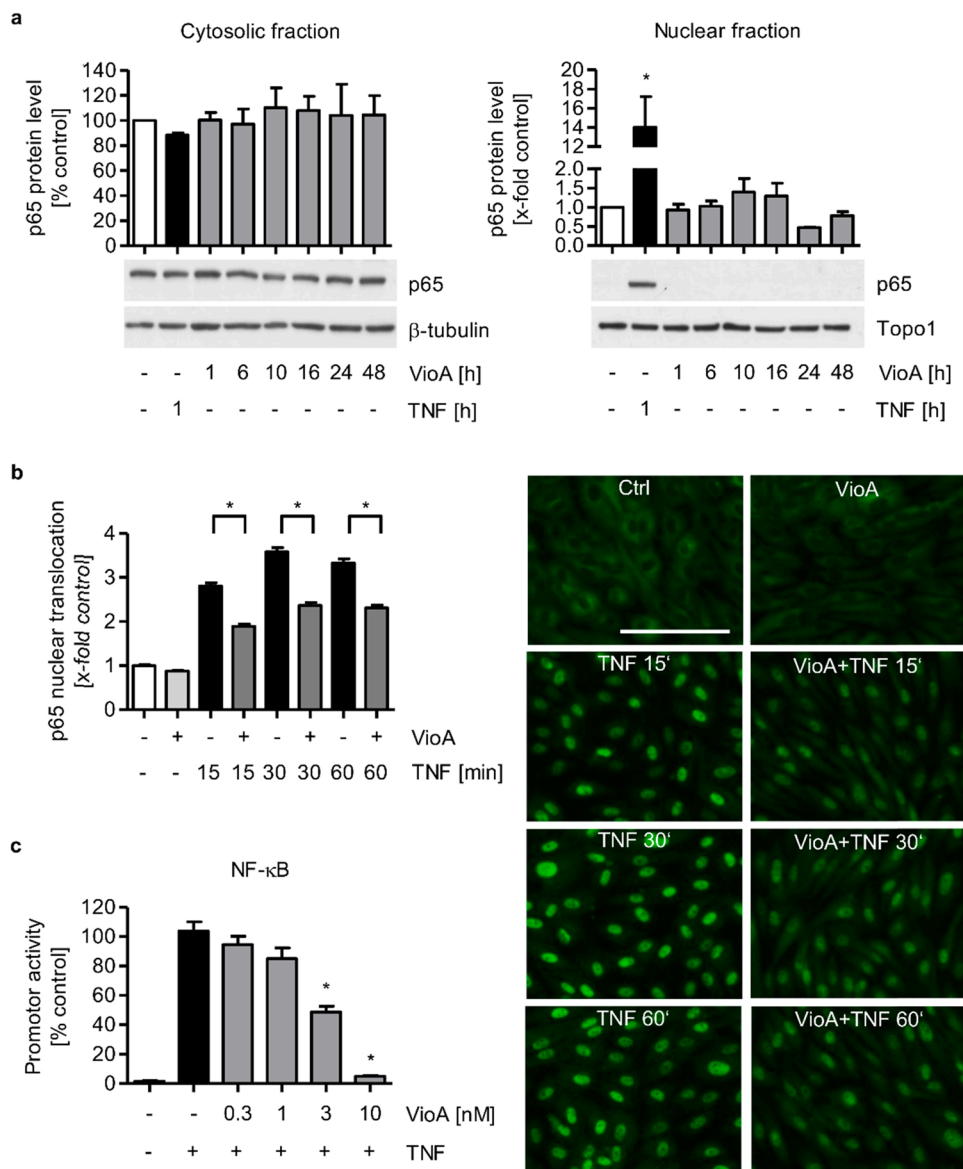 a
Cytosolic fraction
p65 protein level
[% control]
140
120
100
80
60
40
20
0
p65
β-tubulin
- - 1 6 10 16 24 48 VioA [h]
- 1 - - - - - - TNF [h]
Nuclear fraction
p65 protein level
[x-fold control]
20
18
16
14
12
2.0
1.5
1.0
0.5
0.0
*
p65
Topo1
- - 1 6 10 16 24 48 VioA [h]
- 1 - - - - - - TNF [h]
b
p65 nuclear translocation
[x-fold control]
4
3
2
1
0
* * *
- + - + - + - + VioA
- - 15 15 30 30 60 60 TNF [min]
Ctrl
VioA
TNF 15‘
VioA+TNF 15‘
TNF 30‘
VioA+TNF 30‘
TNF 60‘
VioA+TNF 60‘
c
NF-κB
Promotor activity
[% control]
120
100
80
60
40
20
0
* *
- - 0.3 1 3 10 VioA [nM]
- + + + + + TNF